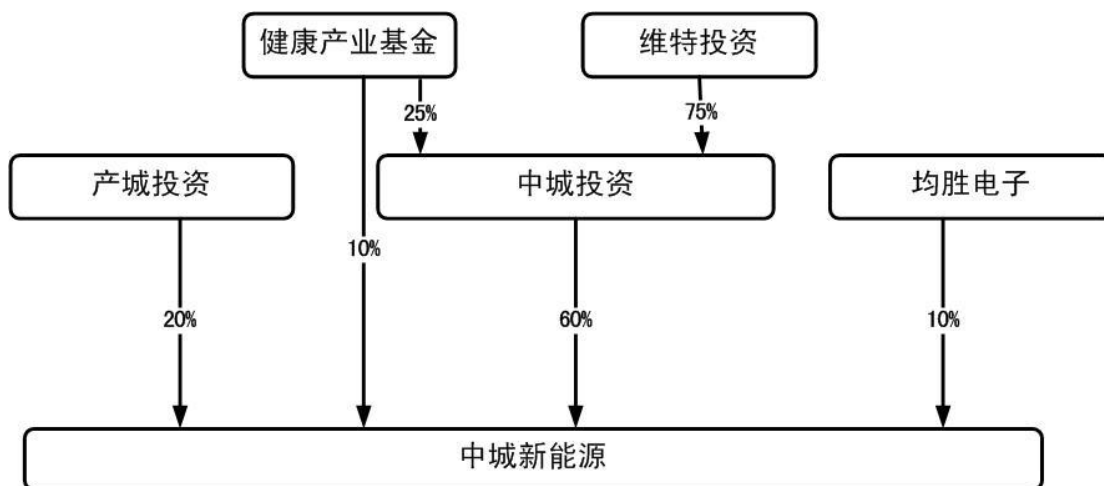 健康产业基金
维特投资
25%
75%
产城投资
中城投资
均胜电子
10%
20%
60%
10%
中城新能源